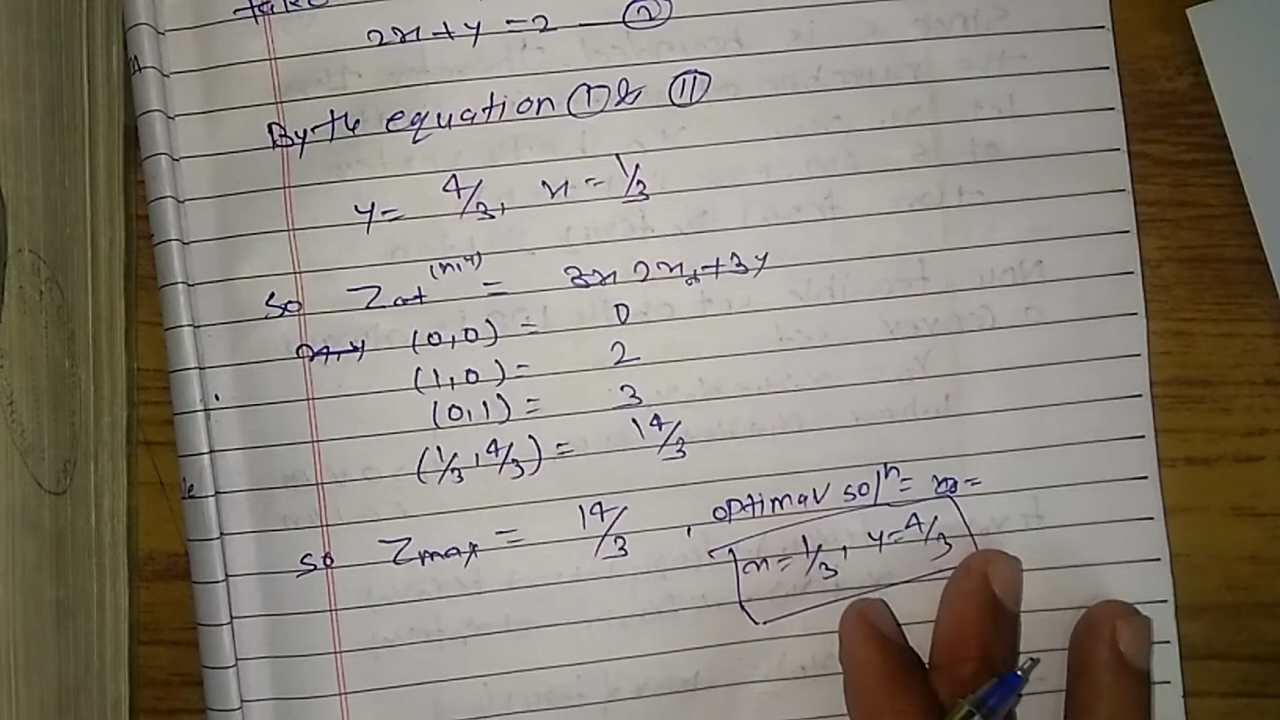 take
2x+y=2 — ②
By the equation Ⅰ & Ⅱ
y= 4/3, x = 1/3
So Z at (x,y) = 2x+3y
(0,0) = 0
(1,0) = 2
(0,1) = 3
(1/3, 4/3) = 14/3
So Zmax = 14/3, optimal solⁿ =
x = 1/3, y = 4/3